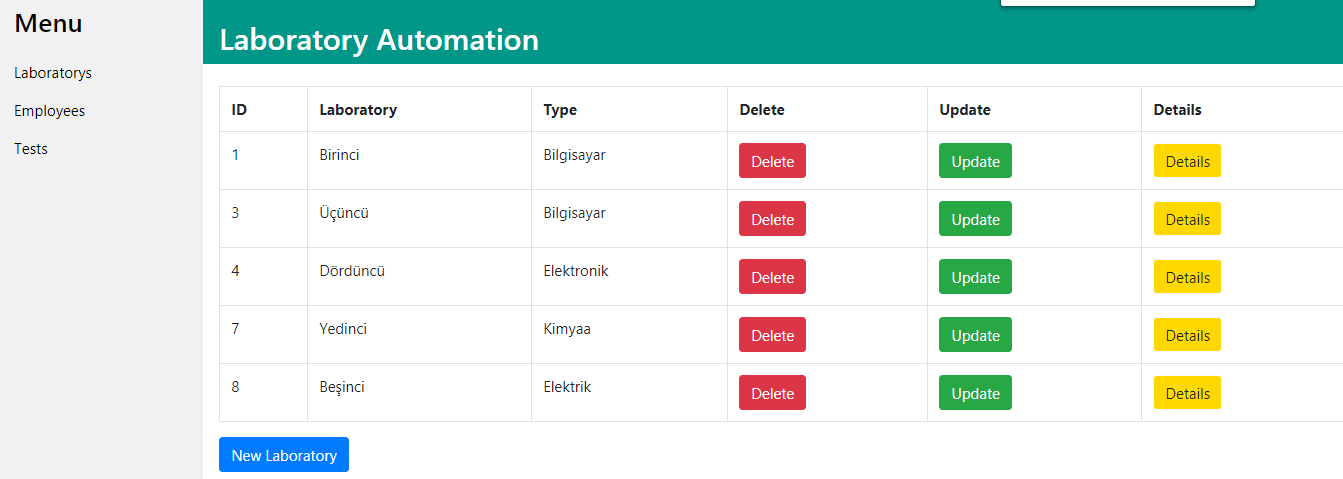 Menu
Laboratorys
Employees
Tests
Laboratory Automation
ID Laboratory Type Delete Update Details
1 Birinci Bilgisayar Delete Update Details
3 Üçüncü Bilgisayar Delete Update Details
4 Dördüncü Elektronik Delete Update Details
7 Yedinci Kimyaa Delete Update Details
8 Beşinci Elektrik Delete Update Details
New Laboratory